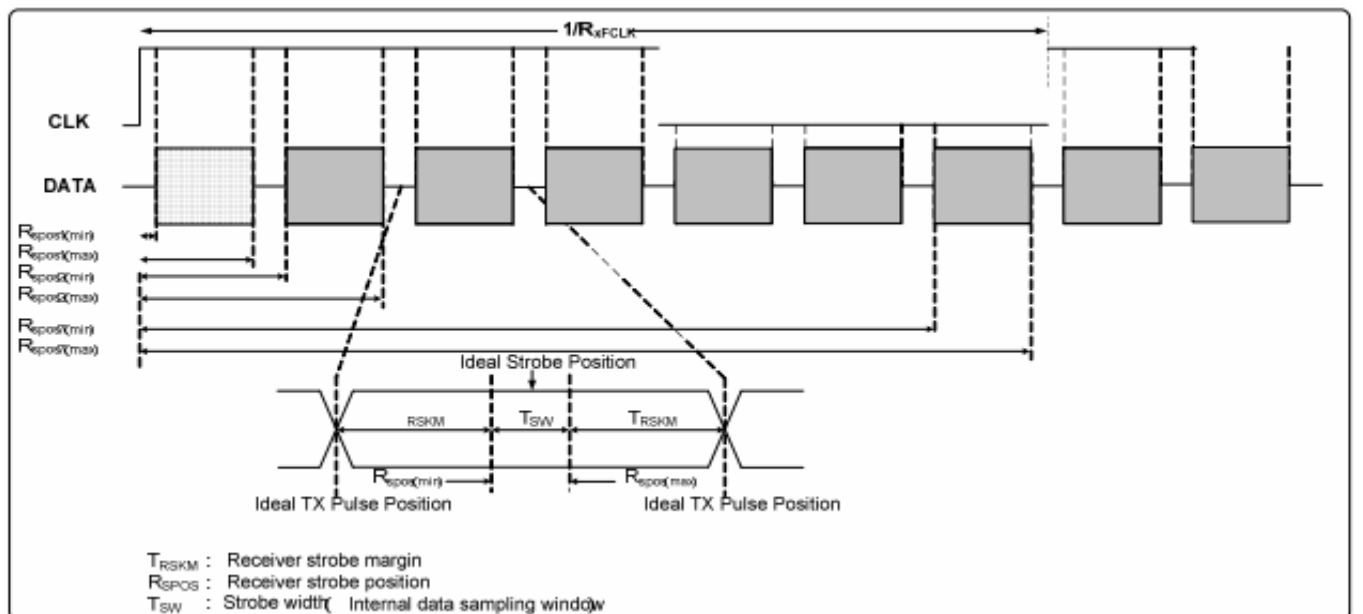 1/RxFCLK
CLK
DATA
Rspos1(min)
Rspos1(max)
Rspos2(min)
Rspos2(max)
Rspos7(min)
Rspos7(max)
Ideal Strobe Position
RSKM TSW TRSKM
Rspos(min) Rspos(max)
Ideal TX Pulse Position Ideal TX Pulse Position
TRSKM : Receiver strobe margin
RSPOS : Receiver strobe position
TSW : Strobe width( Internal data sampling window)